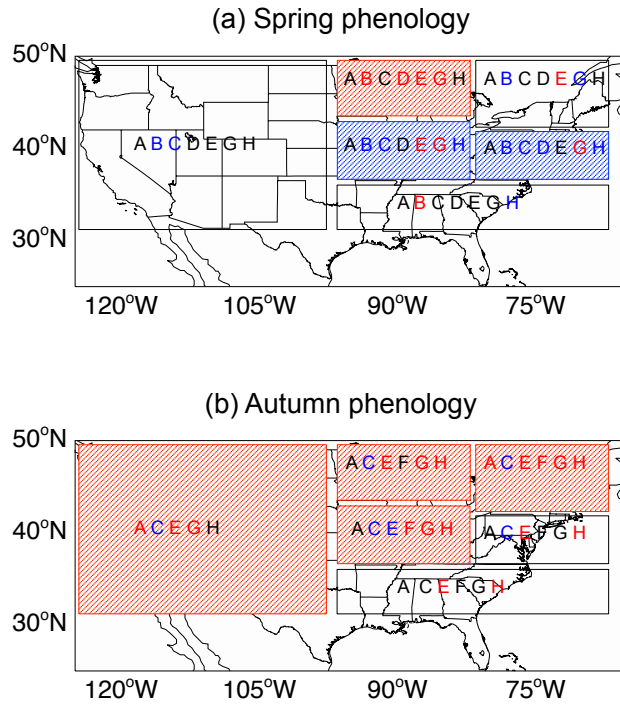 (a) Spring phenology
50°N
ABCDEGH ABCDEGH
40°N
ABCDEGH ABCDEGH ABCDEGH
ABCDEGH
30°N
120°W 105°W 90°W 75°W
(b) Autumn phenology
50°N
ACEFGH ACEFGH
40°N
ACEGH ACEFGH ACEFGH
ACEFGH
30°N
120°W 105°W 90°W 75°W